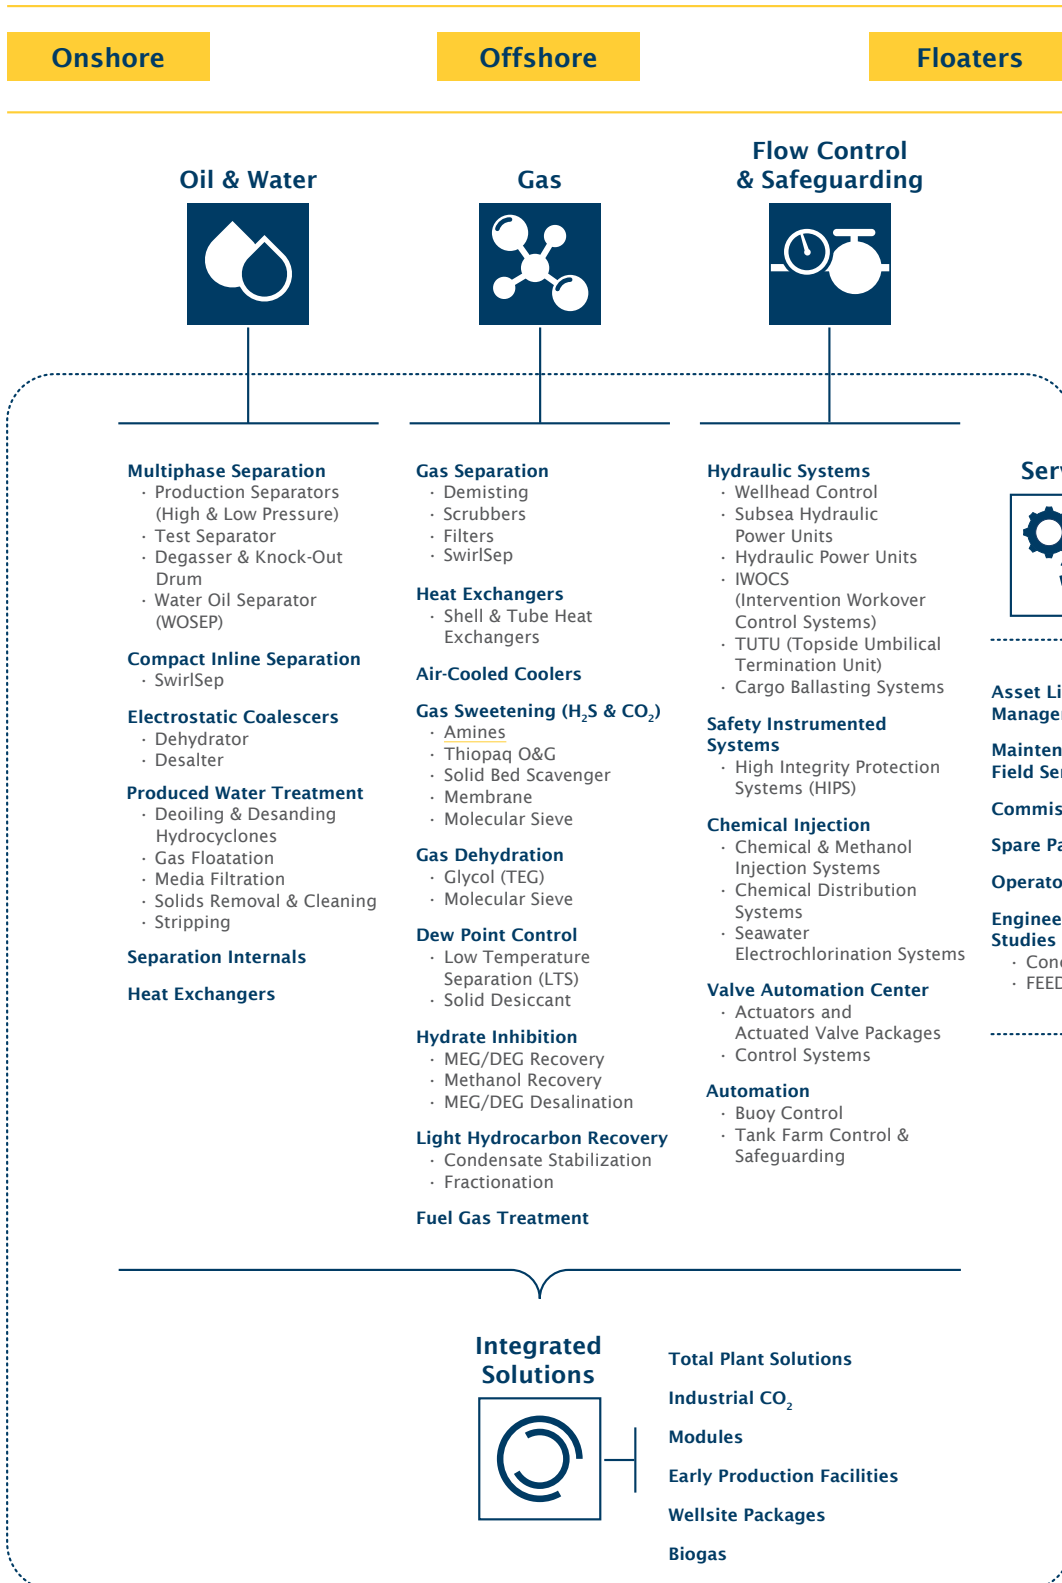 Onshore
Offshore
Floaters
Oil & Water
Multiphase Separation
· Production Separators
(High & Low Pressure)
· Test Separator
· Degasser & Knock-Out
Drum
· Water Oil Separator
(WOSEP)
Compact Inline Separation
· SwirlSep
Electrostatic Coalescers
· Dehydrator
· Desalter
Produced Water Treatment
· Deoiling & Desanding
Hydrocyclones
· Gas Floatation
· Media Filtration
· Solids Removal & Cleaning
· Stripping
Separation Internals
Heat Exchangers
Gas
Gas Separation
· Demisting
· Scrubbers
· Filters
· SwirlSep
Heat Exchangers
· Shell & Tube Heat
Exchangers
Air-Cooled Coolers
Gas Sweetening (H₂S & CO₂)
· Amines
· Thiopaq O&G
· Solid Bed Scavenger
· Membrane
· Molecular Sieve
Gas Dehydration
· Glycol (TEG)
· Molecular Sieve
Dew Point Control
· Low Temperature
Separation (LTS)
· Solid Desiccant
Hydrate Inhibition
· MEG/DEG Recovery
· Methanol Recovery
· MEG/DEG Desalination
Light Hydrocarbon Recovery
· Condensate Stabilization
· Fractionation
Fuel Gas Treatment
Flow Control
& Safeguarding
Hydraulic Systems
· Wellhead Control
· Subsea Hydraulic
Power Units
· Hydraulic Power Units
· IWOCS
(Intervention Workover
Control Systems)
· TUTU (Topside Umbilical
Termination Unit)
· Cargo Ballasting Systems
Safety Instrumented
Systems
· High Integrity Protection
Systems (HIPS)
Chemical Injection
· Chemical & Methanol
Injection Systems
· Chemical Distribution
Systems
· Seawater
Electrochlorination Systems
Valve Automation Center
· Actuators and
Actuated Valve Packages
· Control Systems
Automation
· Buoy Control
· Tank Farm Control &
Safeguarding
Asset
Field
Spare
Studies
· FEED
Integrated
Solutions
Total Plant Solutions
Industrial CO₂
Modules
Early Production Facilities
Wellsite Packages
Biogas